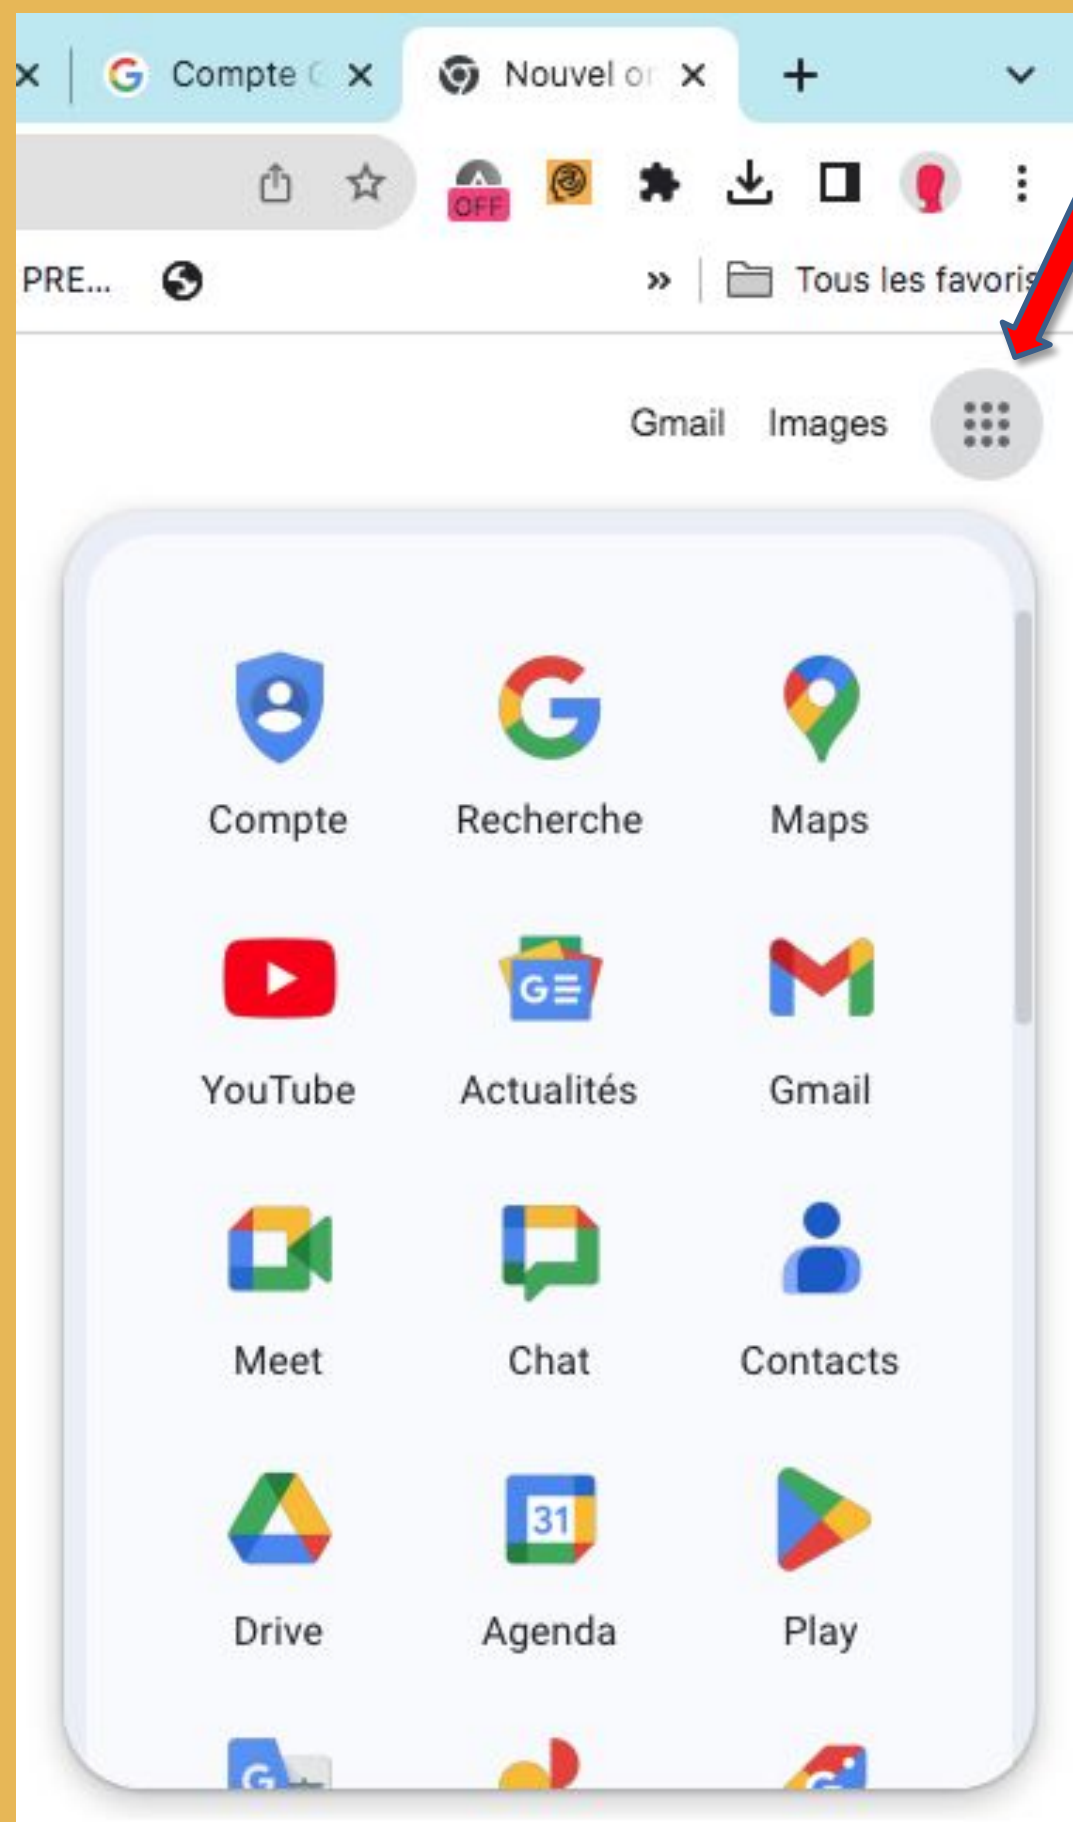 Compte Nouvel
OFF
PRE... » Tous les favoris
Gmail Images
Compte Recherche Maps
YouTube Actualités Gmail
Meet Chat Contacts
31
Drive Agenda Play